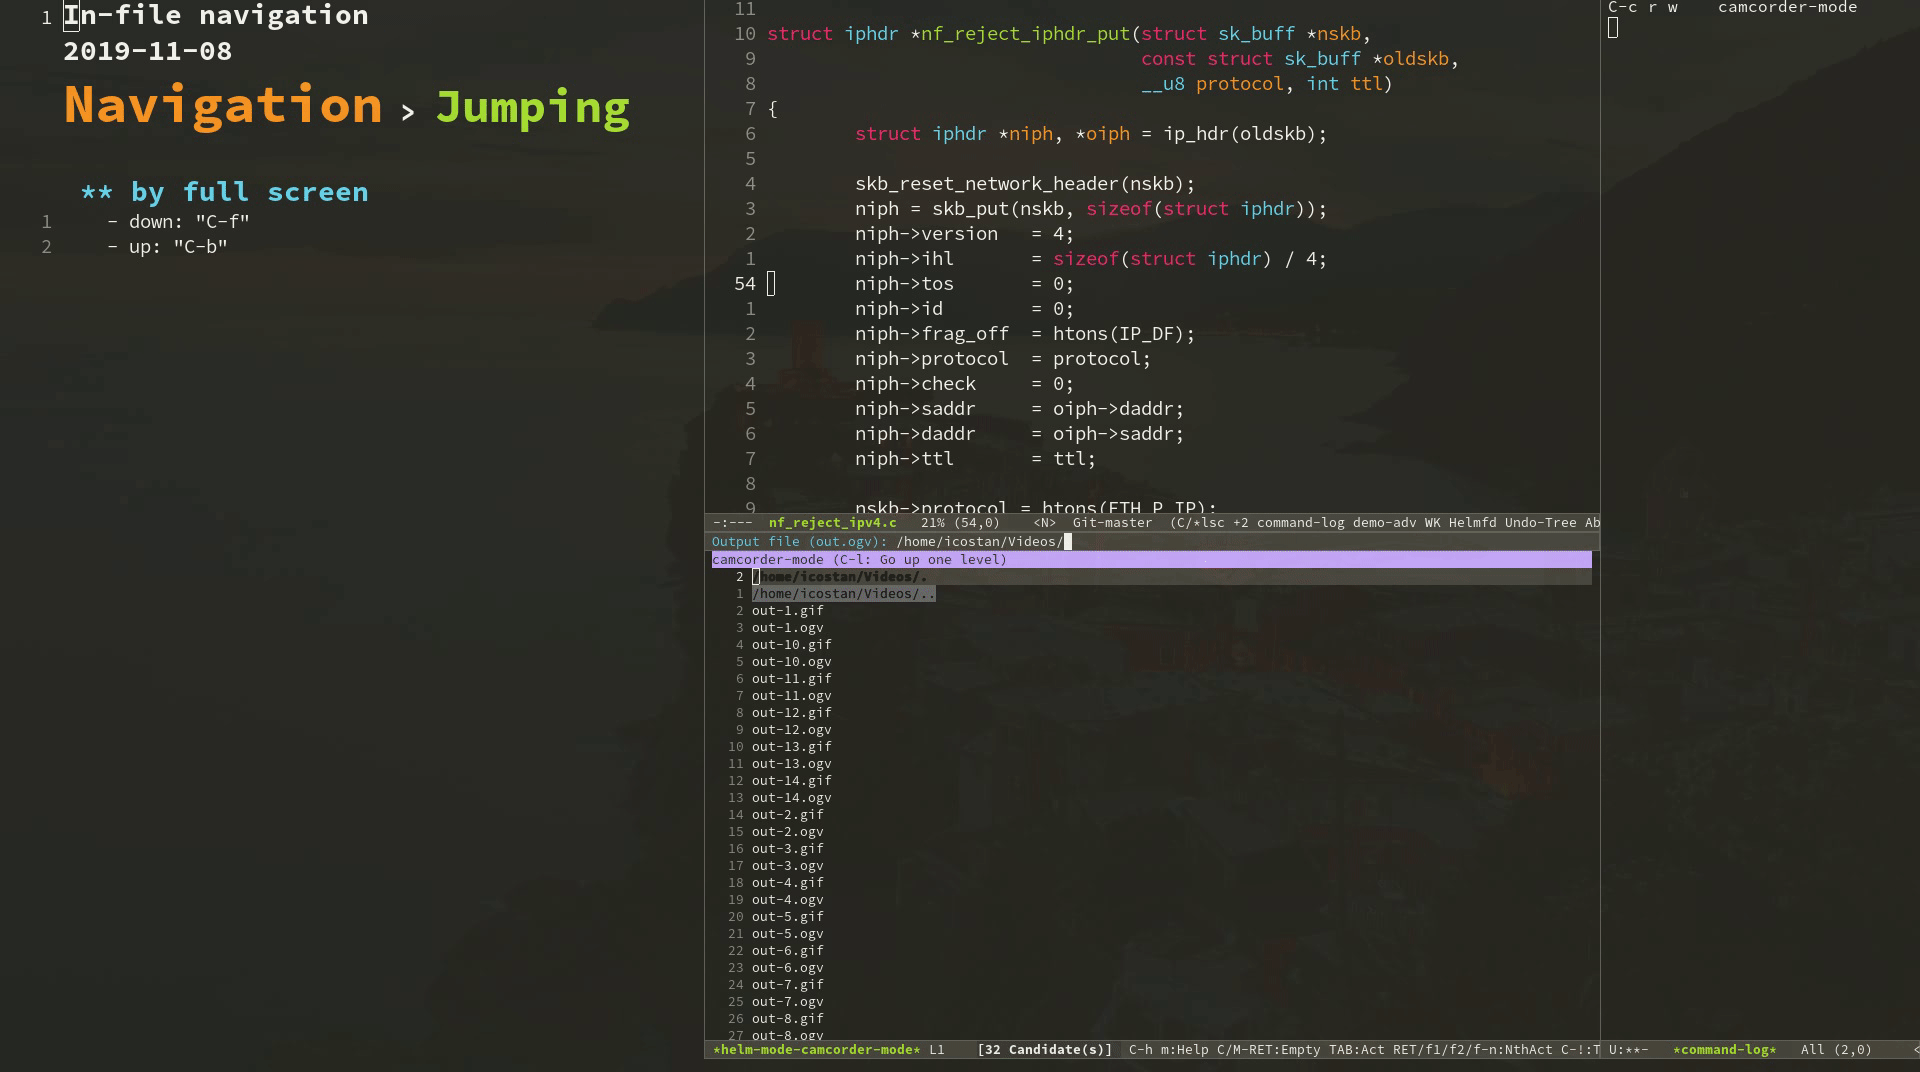 1 In-file navigation
2019-11-08
Navigation > Jumping
** by full screen
1 - down: "C-f"
2 - up: "C-b"
11
10 struct iphdr *nf_reject_iphdr_put(struct sk_buff *nskb,
9 const struct sk_buff *oldskb,
8 __u8 protocol, int ttl)
7 {
6 struct iphdr *niph, *oiph = ip_hdr(oldskb);
5
4 skb_reset_network_header(nskb);
3 niph = skb_put(nskb, sizeof(struct iphdr));
2 niph->version = 4;
1 niph->ihl = sizeof(struct iphdr) / 4;
54 niph->tos = 0;
1 niph->id = 0;
2 niph->frag_off = htons(IP_DF);
3 niph->protocol = protocol;
4 niph->check = 0;
5 niph->saddr = oiph->daddr;
6 niph->daddr = oiph->saddr;
7 niph->ttl = ttl;
8
9 nskb->protocol = htons(ETH_P_IP);
-:--- nf_reject_ipv4.c 21% (54,0) <N> Git-master (C/*lsc +2 command-log demo-adv WK Helmfd Undo-Tree Ab
Output file (out.ogv): /home/icostan/Videos/
camcorder-mode (C-l: Go up one level)
2 /home/icostan/Videos/.
1 /home/icostan/Videos/..
2 out-1.gif
3 out-1.ogv
4 out-10.gif
5 out-10.ogv
6 out-11.gif
7 out-11.ogv
8 out-12.gif
9 out-12.ogv
10 out-13.gif
11 out-13.ogv
12 out-14.gif
13 out-14.ogv
14 out-2.gif
15 out-2.ogv
16 out-3.gif
17 out-3.ogv
18 out-4.gif
19 out-4.ogv
20 out-5.gif
21 out-5.ogv
22 out-6.gif
23 out-6.ogv
24 out-7.gif
25 out-7.ogv
26 out-8.gif
27 out-8.ogv
*helm-mode-camcorder-mode* L1 [32 Candidate(s)] C-h m:Help C/M-RET:Empty TAB:Act RET/f1/f2/f-n:NthAct C-!:T
C-c r w camcorder-mode
U:**- *command-log* All (2,0) <